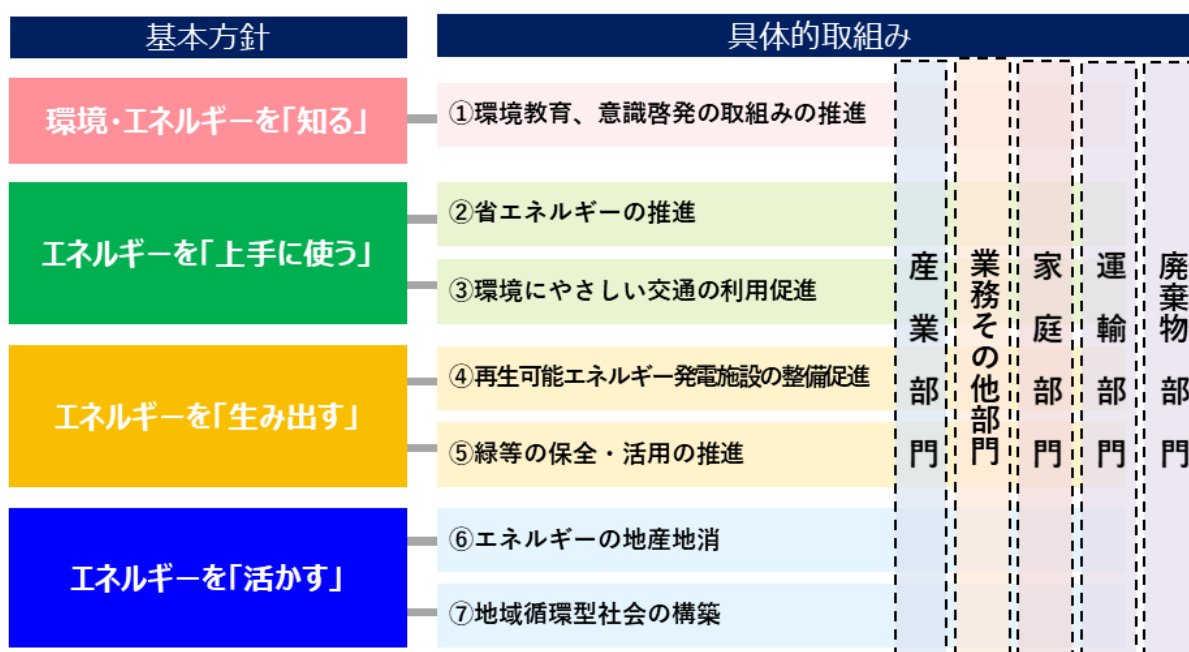 基本方針
具体的取組み
環境・エネルギーを「知る」
①環境教育、意識啓発の取組みの推進
エネルギーを「上手に使う」
②省エネルギーの推進
③環境にやさしい交通の利用促進
エネルギーを「生み出す」
④再生可能エネルギー発電施設の整備促進
⑤緑等の保全・活用の推進
エネルギーを「活かす」
⑥エネルギーの地産地消
⑦地域循環型社会の構築
産業部門
業務その他部門
家庭部門
運輸部門
廃棄物部門